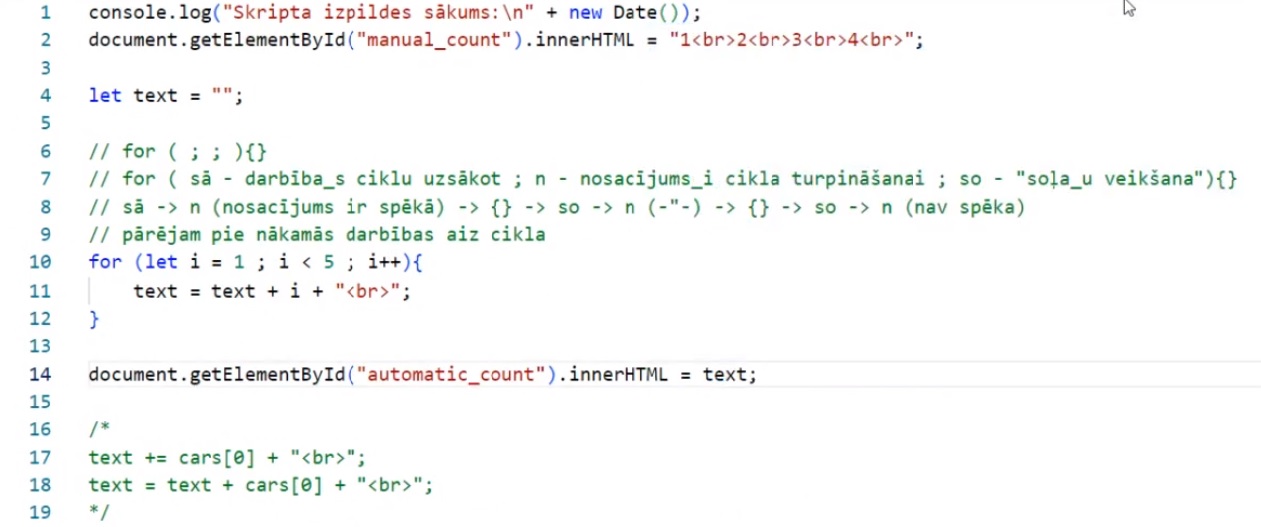 1 console.log("Skripta izpildes sākums:\n" + new Date());
2 document.getElementById("manual_count").innerHTML = "1<br>2<br>3<br>4<br>";
3
4 let text = "";
5
6 // for ( ; ; ){}
7 // for ( sā - darbība_s ciklu uzsākot ; n - nosacījums_i cikla turpināšanai ; so - "soļa_u veikšana"){}
8 // sā -> n (nosacījums ir spēkā) -> {} -> so -> n (-"-) -> {} -> so -> n (nav spēka)
9 // pārējam pie nākamās darbības aiz cikla
10 for (let i = 1 ; i < 5 ; i++){
11     text = text + i + "<br>";
12 }
13
14 document.getElementById("automatic_count").innerHTML = text;
15
16 /*
17 text += cars[0] + "<br>";
18 text = text + cars[0] + "<br>";
19 */